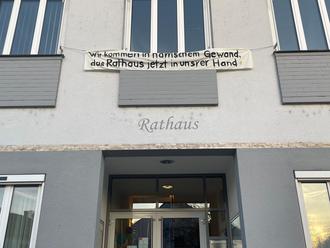 Wir kommen in närrischem Gewand,
das Rathaus jetzt in unsrer Hand
Rathaus